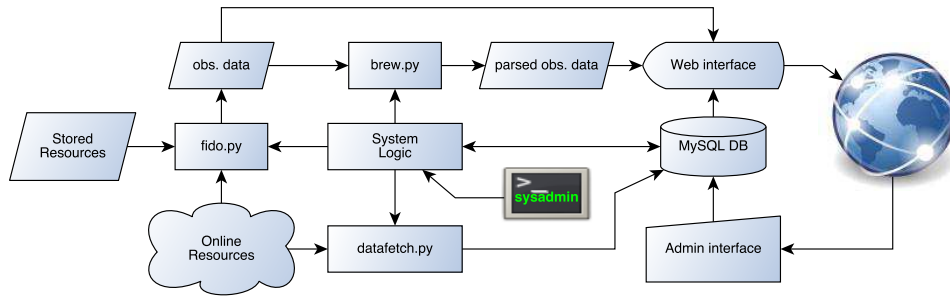 obs. data
brew.py
parsed obs. data
Web interface
Stored
Resources
fido.py
System
Logic
MySQL DB
>_
sysadmin
Online
Resources
datafetch.py
Admin interface